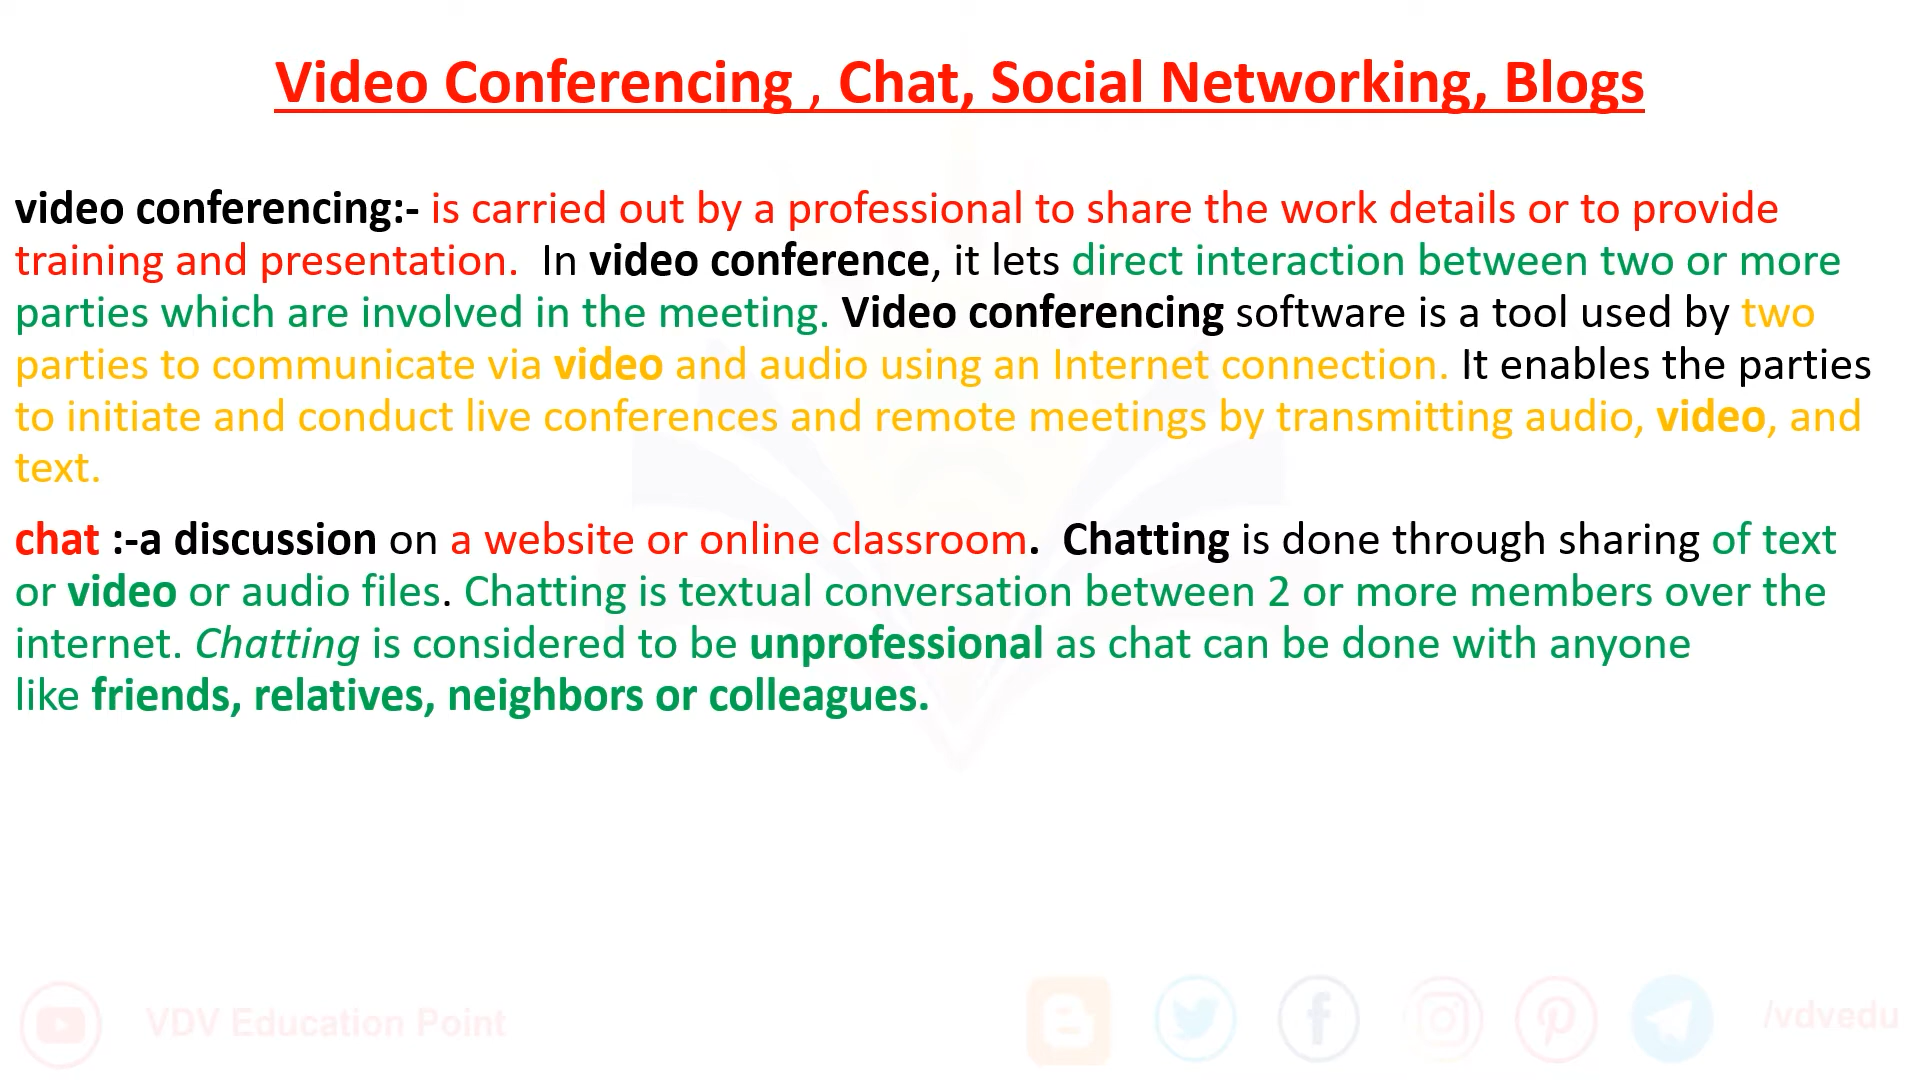 Video Conferencing , Chat, Social Networking, Blogs
video conferencing:- is carried out by a professional to share the work details or to provide
training and presentation.  In video conference, it lets direct interaction between two or more
parties which are involved in the meeting. Video conferencing software is a tool used by two
parties to communicate via video and audio using an Internet connection. It enables the parties
to initiate and conduct live conferences and remote meetings by transmitting audio, video, and
text.
chat :-a discussion on a website or online classroom.  Chatting is done through sharing of text
or video or audio files. Chatting is textual conversation between 2 or more members over the
internet. Chatting is considered to be unprofessional as chat can be done with anyone
like friends, relatives, neighbors or colleagues.
VDV Education Point
/vdvedu